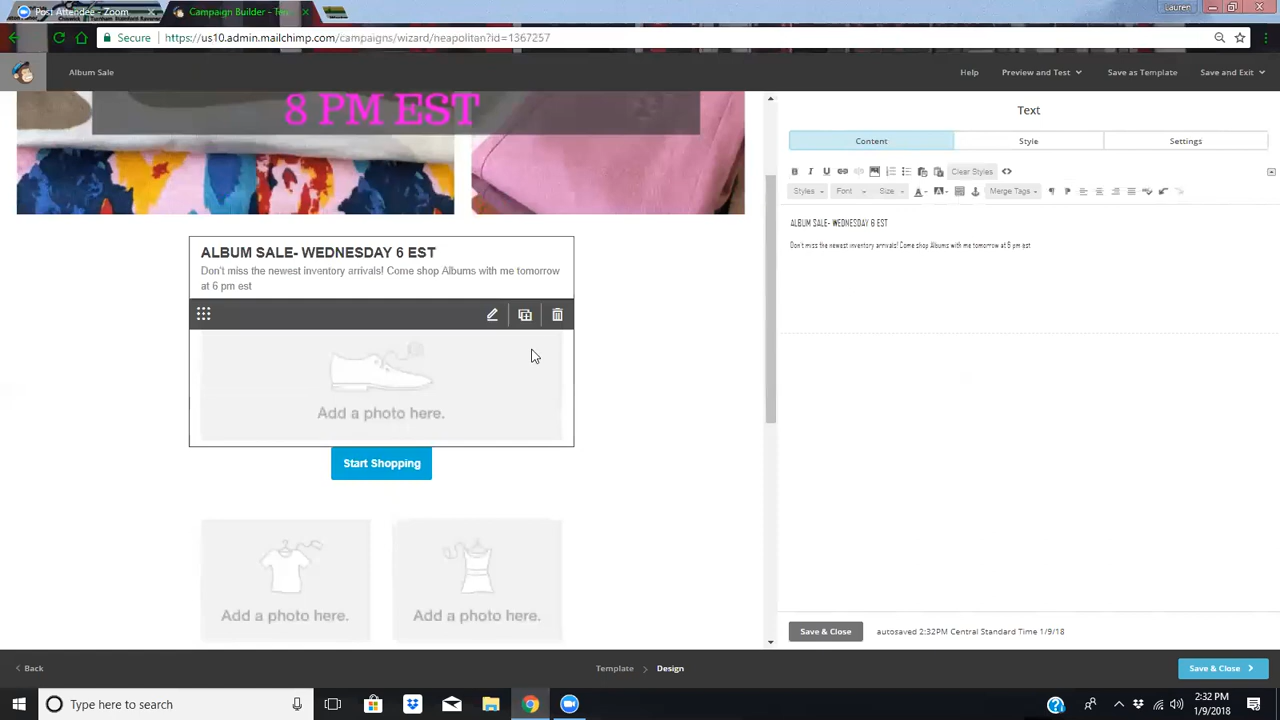 Post Attendee - Zoom
Campaign Builder - Te
Lauren
Secure
https://us10.admin.mailchimp.com/campaigns/wizard/neapolitan?id=1367257
Album Sale
Help
Preview and Test
Save as Template
Save and Exit
8 PM EST
Text
Content
Style
Settings
B I U
Clear Styles
Styles
Font
Size
A
A
Merge Tags
ALBUM SALE- WEDNESDAY 6 EST
Don't miss the newest inventory arrivals! Come shop Albums with me tomorrow at 6 pm est
ALBUM SALE- WEDNESDAY 6 EST
Don't miss the newest inventory arrivals! Come shop Albums with me tomorrow
at 6 pm est
Add a photo here.
Start Shopping
Add a photo here.
Add a photo here.
Save & Close
autosaved 2:32PM Central Standard Time 1/9/18
Back
Template
Design
Save & Close
Type here to search
2:32 PM
1/9/2018